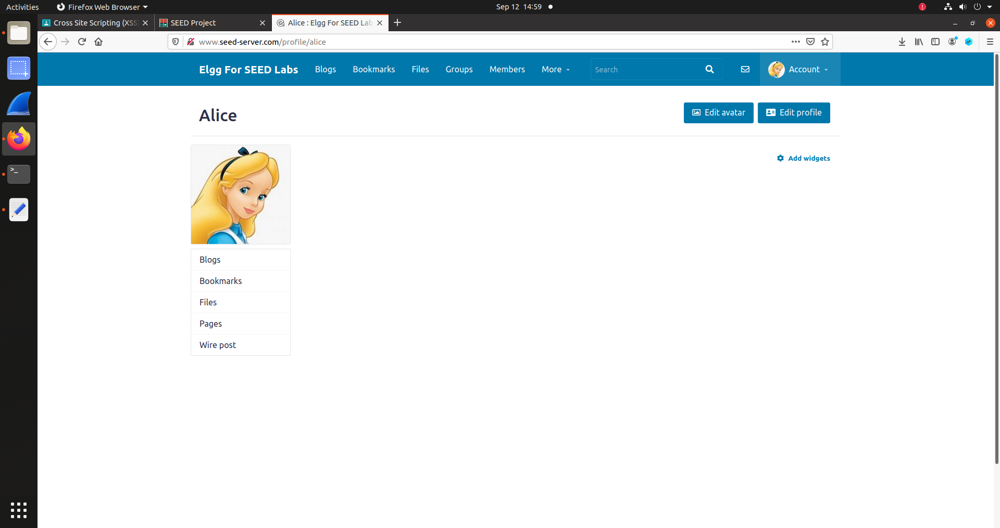 Activities Firefox Web Browser Sep 12 14:59
Cross Site Scripting (XSS) SEED Project Alice : Elgg For SEED Lab
www.seed-server.com/profile/alice
Elgg For SEED Labs Blogs Bookmarks Files Groups Members More Search Account
Alice Edit avatar Edit profile
Add widgets
Blogs
Bookmarks
Files
Pages
Wire post